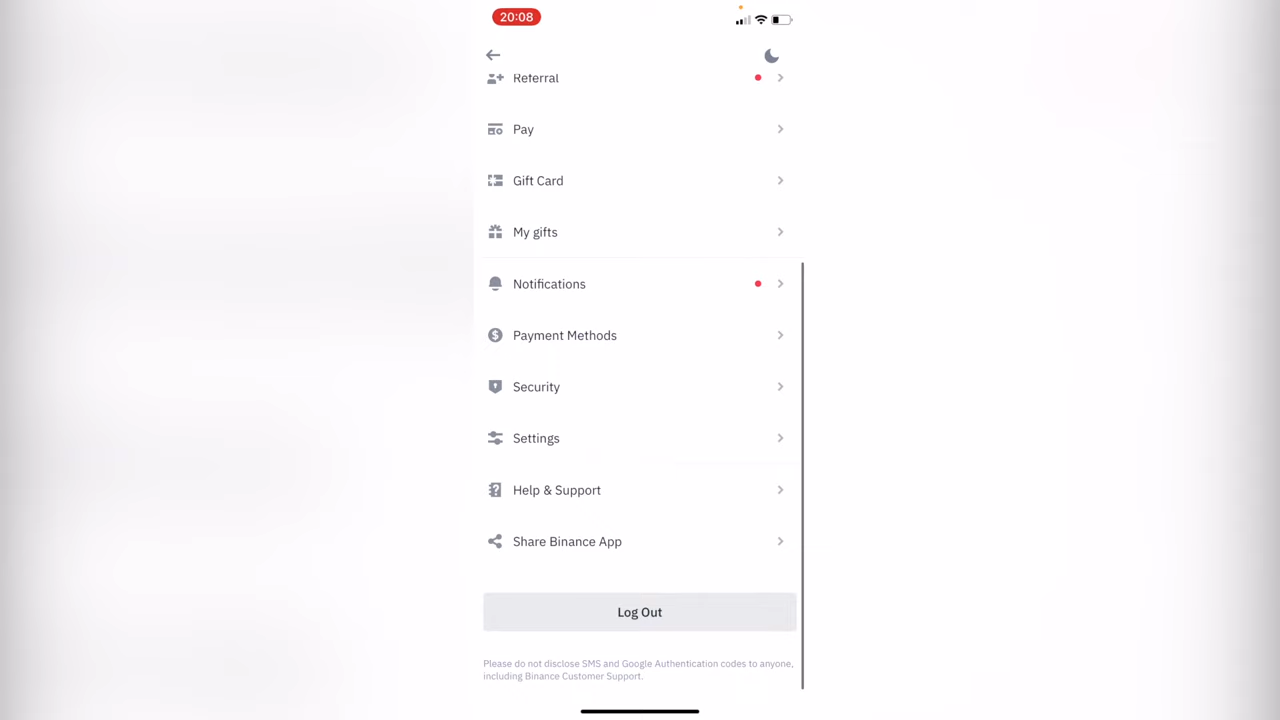 20:08
Referral
Pay
Gift Card
My gifts
Notifications
Payment Methods
Security
Settings
Help & Support
Share Binance App
Log Out
Please do not disclose SMS and Google Authentication codes to anyone,
including Binance Customer Support.